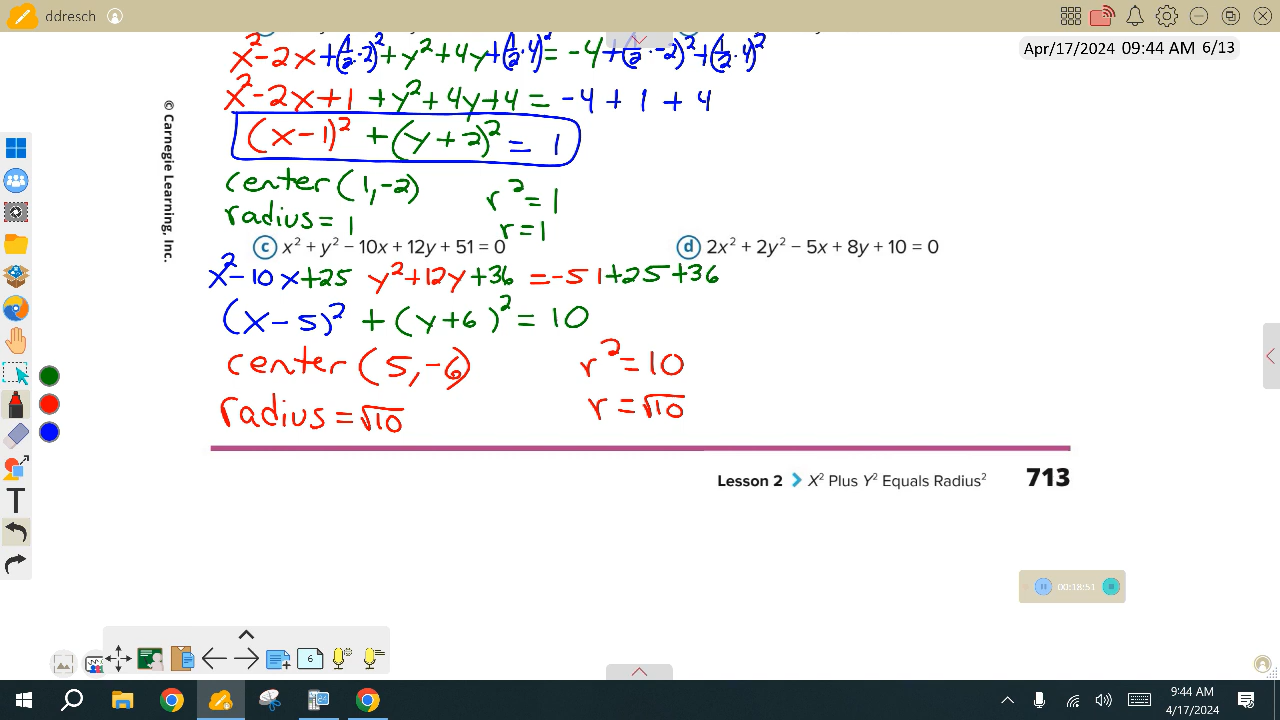 ddresch
Apr/17/2024 09:44 AM 6/13
x² - 2x + (1/2 · -2)² + y² + 4y + (1/2 · 4)² = -4 + (1/2 · -2)² + (1/2 · 4)²
x² - 2x + 1 + y² + 4y + 4 = -4 + 1 + 4
(x - 1)² + (y + 2)² = 1
center (1, -2)
r² = 1
radius = 1
r = 1
© Carnegie Learning, Inc.
c x² + y² − 10x + 12y + 51 = 0
d 2x² + 2y² − 5x + 8y + 10 = 0
x² - 10x + 25 y² + 12y + 36 = -51 + 25 + 36
(x - 5)² + (y + 6)² = 10
center (5, -6)
r² = 10
radius = √10
r = √10
Lesson 2 > X² Plus Y² Equals Radius² 713
00:18:51
T
6
9:44 AM
4/17/2024